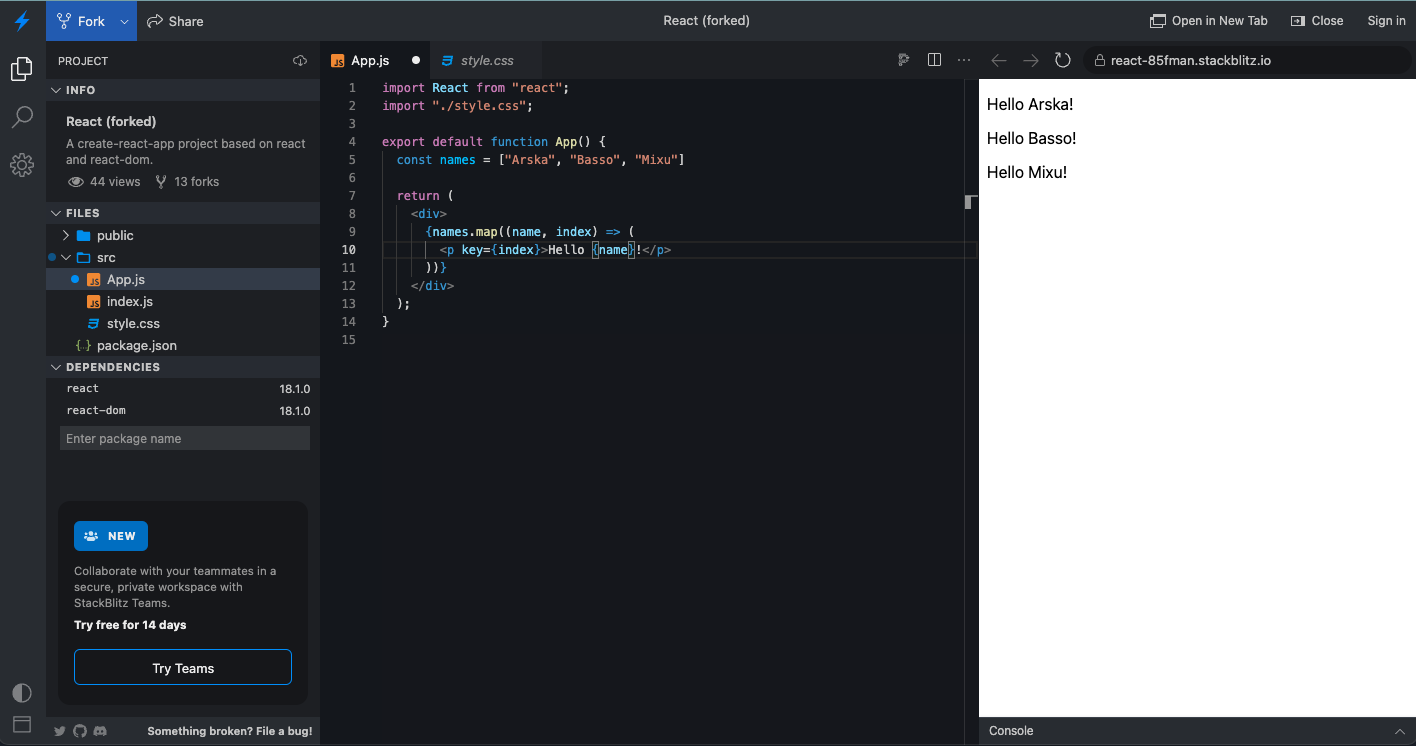 Fork
Share
React (forked)
Open in New Tab
Close
Sign in
PROJECT
INFO
React (forked)
A create-react-app project based on react
and react-dom.
44 views
13 forks
FILES
public
src
JS App.js
JS index.js
style.css
{..} package.json
DEPENDENCIES
react 18.1.0
react-dom 18.1.0
Enter package name
NEW
Collaborate with your teammates in a
secure, private workspace with
StackBlitz Teams.
Try free for 14 days
Try Teams
Something broken? File a bug!
JS App.js
style.css
1 import React from "react";
2 import "./style.css";
3
4 export default function App() {
5 const names = ["Arska", "Basso", "Mixu"]
6
7 return (
8 <div>
9 {names.map((name, index) => (
10 <p key={index}>Hello {name}!</p>
11 ))}
12 </div>
13 );
14 }
15
react-85fman.stackblitz.io
Hello Arska!
Hello Basso!
Hello Mixu!
Console